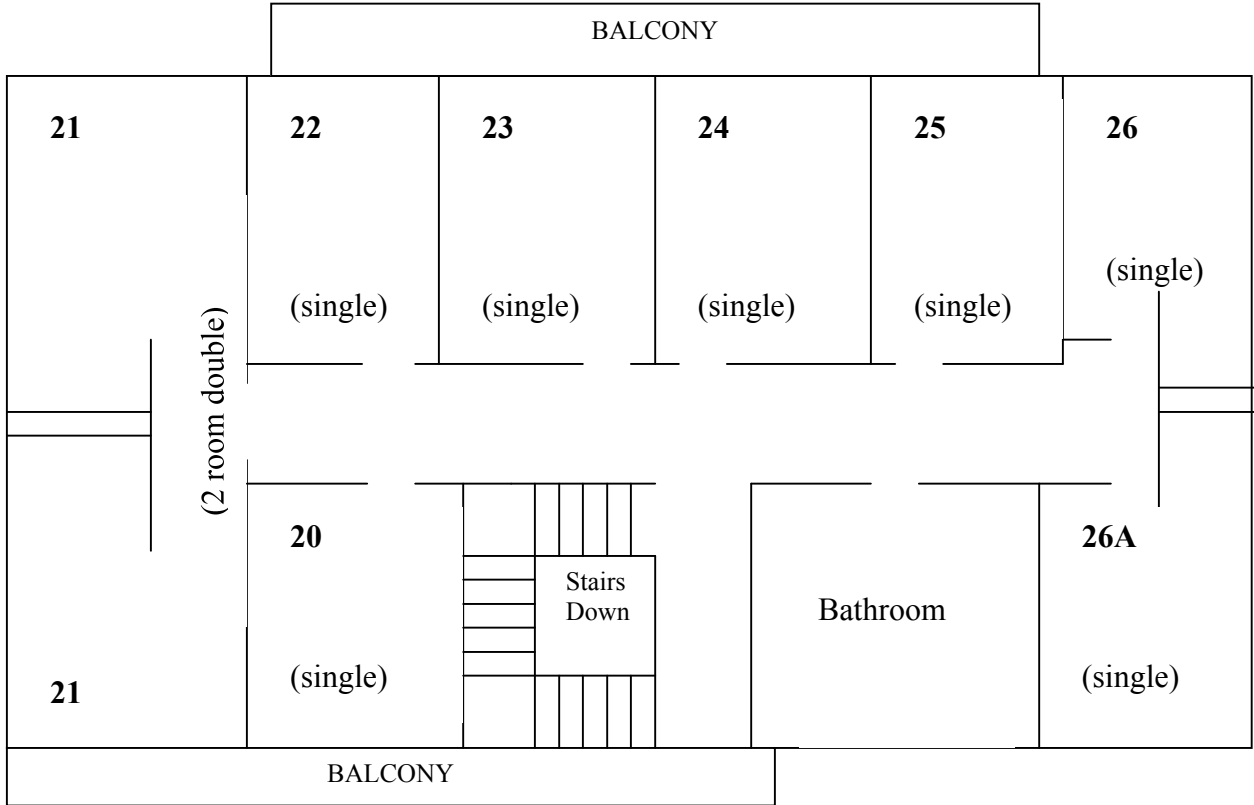 BALCONY
21
22
23
24
25
26
(single)
(single)
(single)
(single)
(single)
(2 room double)
20
26A
Stairs
Down
Bathroom
(single)
(single)
21
BALCONY